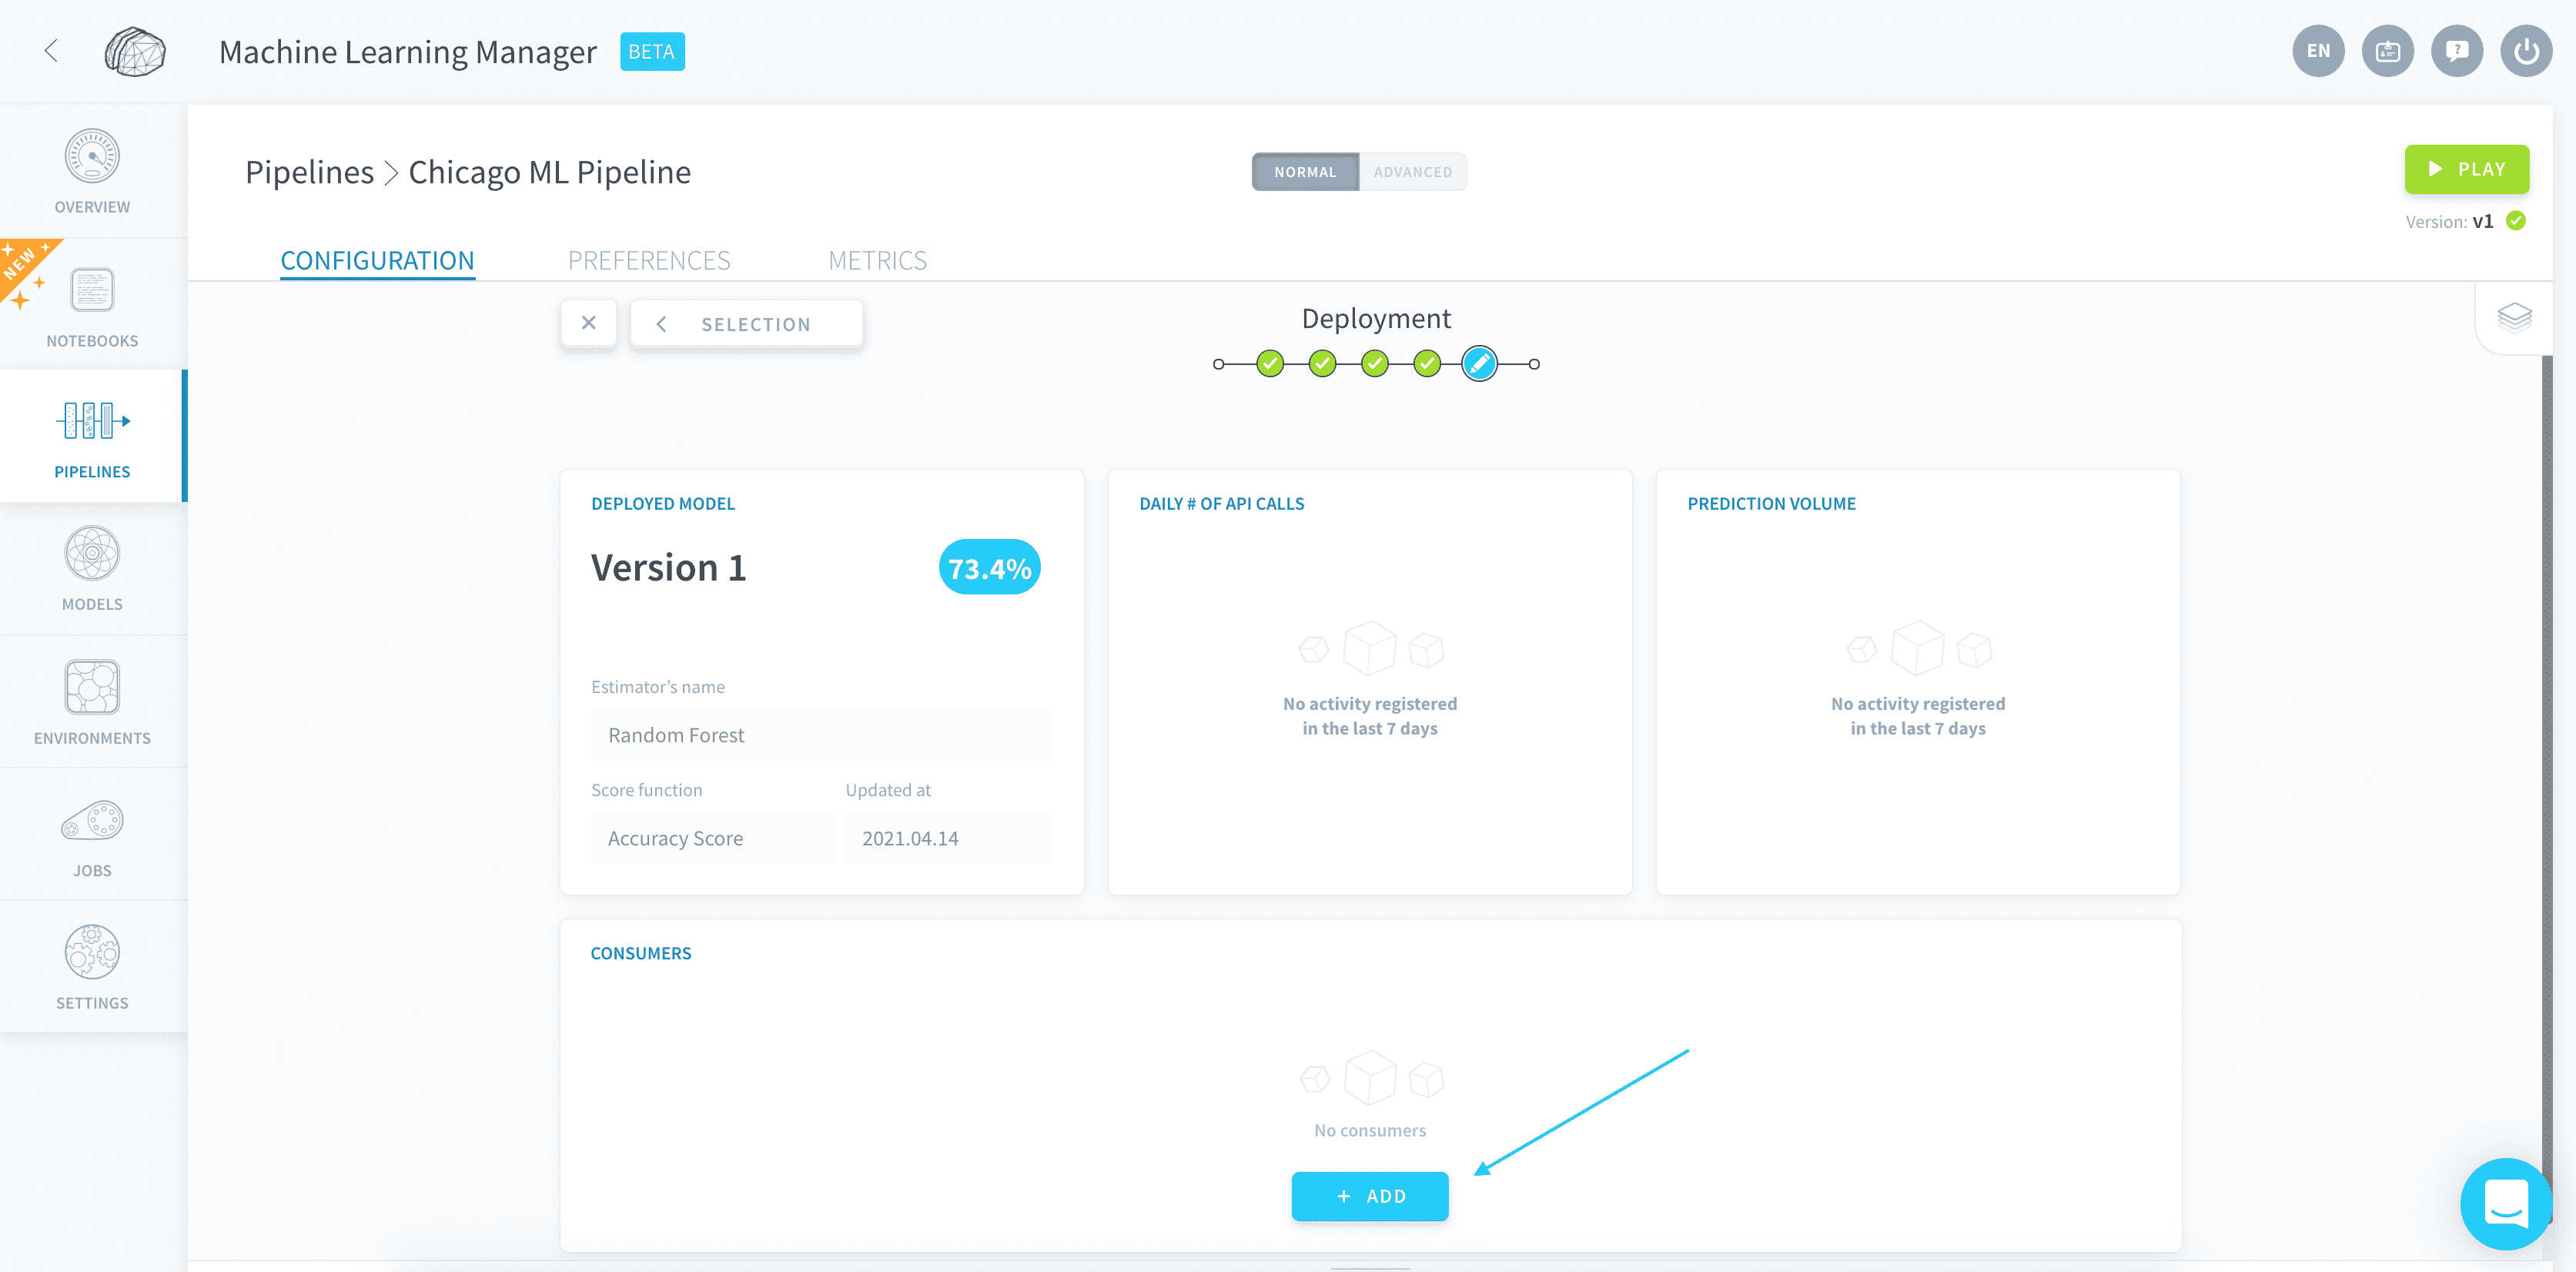 Machine Learning Manager BETA
EN
?
OVERVIEW
NEW
NOTEBOOKS
PIPELINES
MODELS
ENVIRONMENTS
JOBS
SETTINGS
Pipelines > Chicago ML Pipeline
NORMAL ADVANCED
PLAY
Version: v1
CONFIGURATION PREFERENCES METRICS
SELECTION
Deployment
DEPLOYED MODEL
Version 1 73.4%
Estimator’s name
Random Forest
Score function Updated at
Accuracy Score 2021.04.14
DAILY # OF API CALLS
No activity registered
in the last 7 days
PREDICTION VOLUME
No activity registered
in the last 7 days
CONSUMERS
No consumers
+ ADD